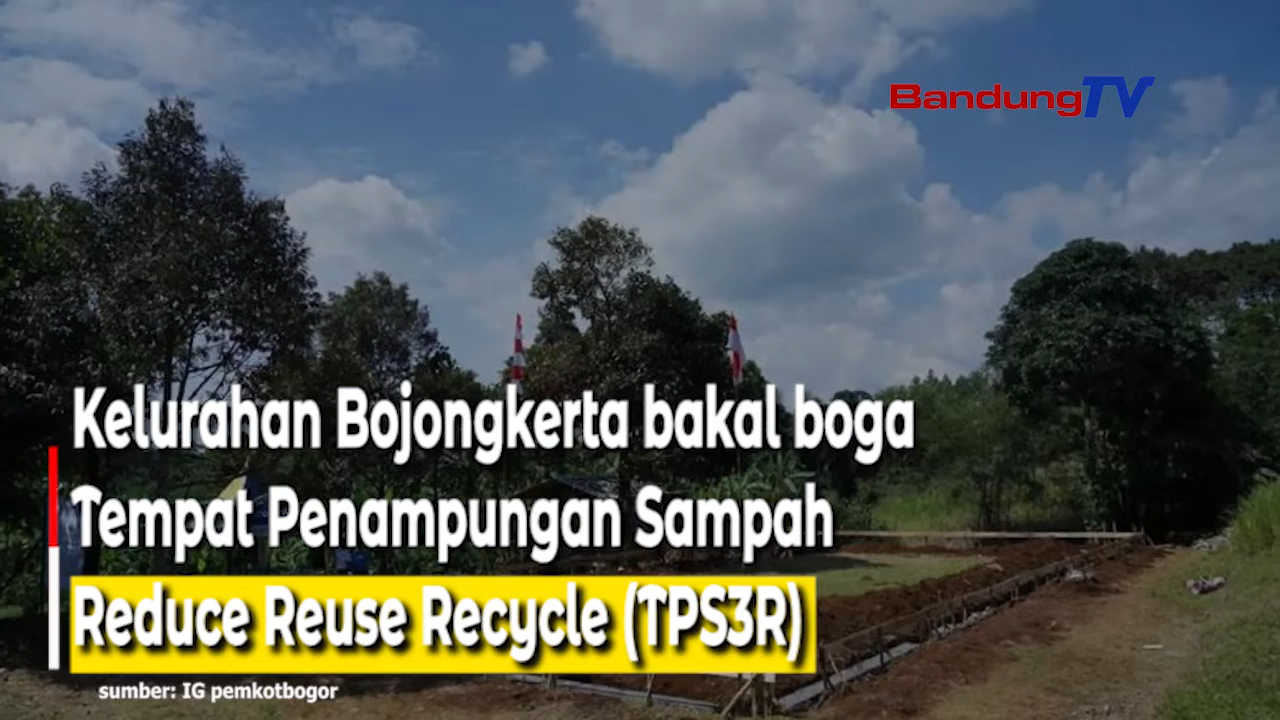 BandungTV
Kelurahan Bojongkerta bakal boga
Tempat Penampungan Sampah
Reduce Reuse Recycle (TPS3R)
sumber: IG pemkotbogor